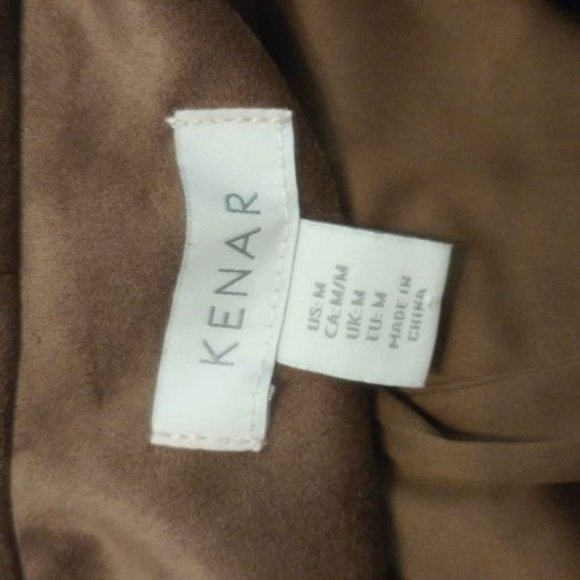 KENAR
US: M
CA: M/M
UK: M
EU: M
MADE IN
CHINA